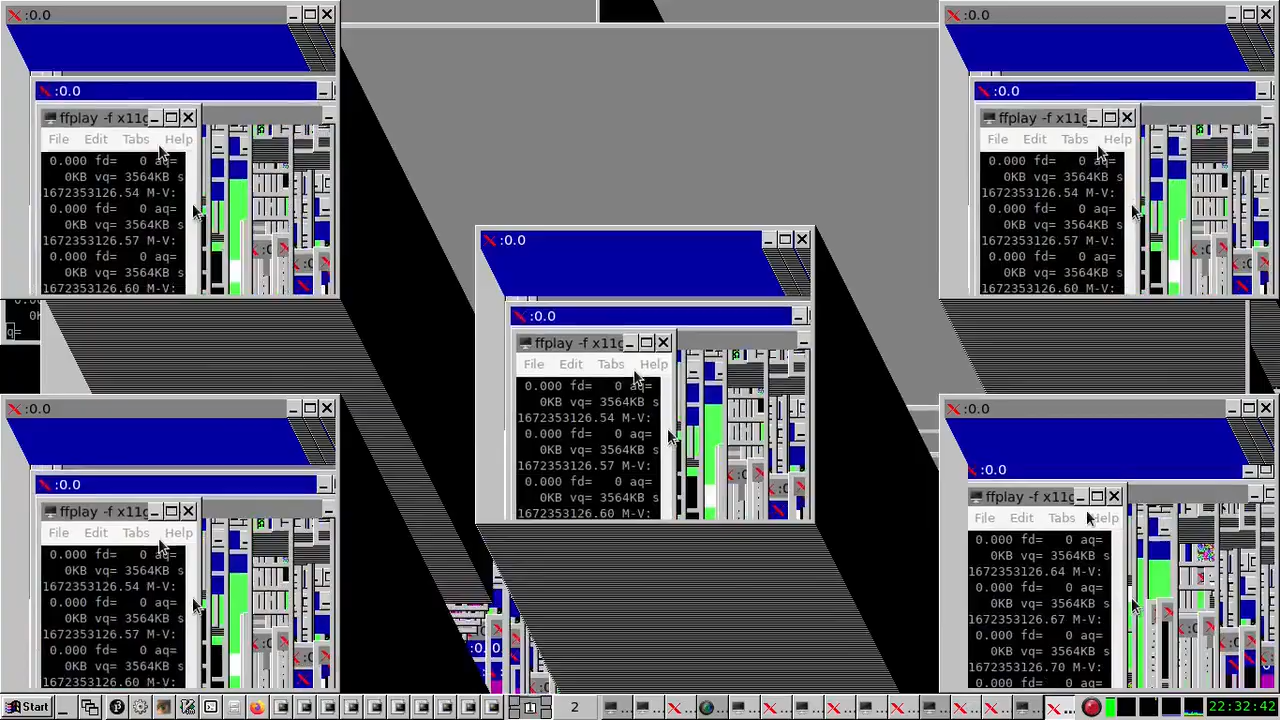 :0.0
:0.0
ffplay -f x11g
File Edit Tabs Help
0.000 fd= 0 aq=
0KB vq= 3564KB s
1672353126.54 M-V:
0.000 fd= 0 aq=
0KB vq= 3564KB
1672353126.57 M-V:
0.000 fd= 0 aq=
0KB vq= 3564KB s
1672353126.60 M-V:
:0.0
:0.0
ffplay -f x11g
File Edit Tabs Help
0.000 fd= 0 aq=
0KB vq= 3564KB s
1672353126.54 M-V:
0.000 fd= 0 aq=
0KB vq= 3564KB
1672353126.57 M-V:
0.000 fd= 0 aq=
0KB vq= 3564KB s
1672353126.60 M-V:
:0.0
:0.0
ffplay -f x11g
File Edit Tabs Help
0.000 fd= 0 aq=
0KB vq= 3564KB s
1672353126.54 M-V:
0.000 fd= 0 aq=
0KB vq= 3564KB s
1672353126.57 M-V:
0.000 fd= 0 aq=
0KB vq= 3564KB s
1672353126.60 M-V:
q=
:0.0
:0.0
ffplay -f x11g
File Edit Tabs Help
0.000 fd= 0 aq=
0KB vq= 3564KB s
1672353126.54 M-V:
0.000 fd= 0 aq=
0KB vq= 3564KB s
1672353126.57 M-V:
0.000 fd= 0 aq=
0KB vq= 3564KB s
1672353126.60 M-V:
:0.0
:0.0
ffplay -f x11g
File Edit Tabs Help
0.000 fd= 0 aq=
0KB vq= 3564KB s
1672353126.64 M-V:
0.000 fd= 0 aq=
0KB vq= 3564KB s
1672353126.67 M-V:
0.000 fd= 0 aq=
0KB vq= 3564KB s
1672353126.70 M-V:
0.000 fd= 0 aq=
Start 1 2 22:32:42